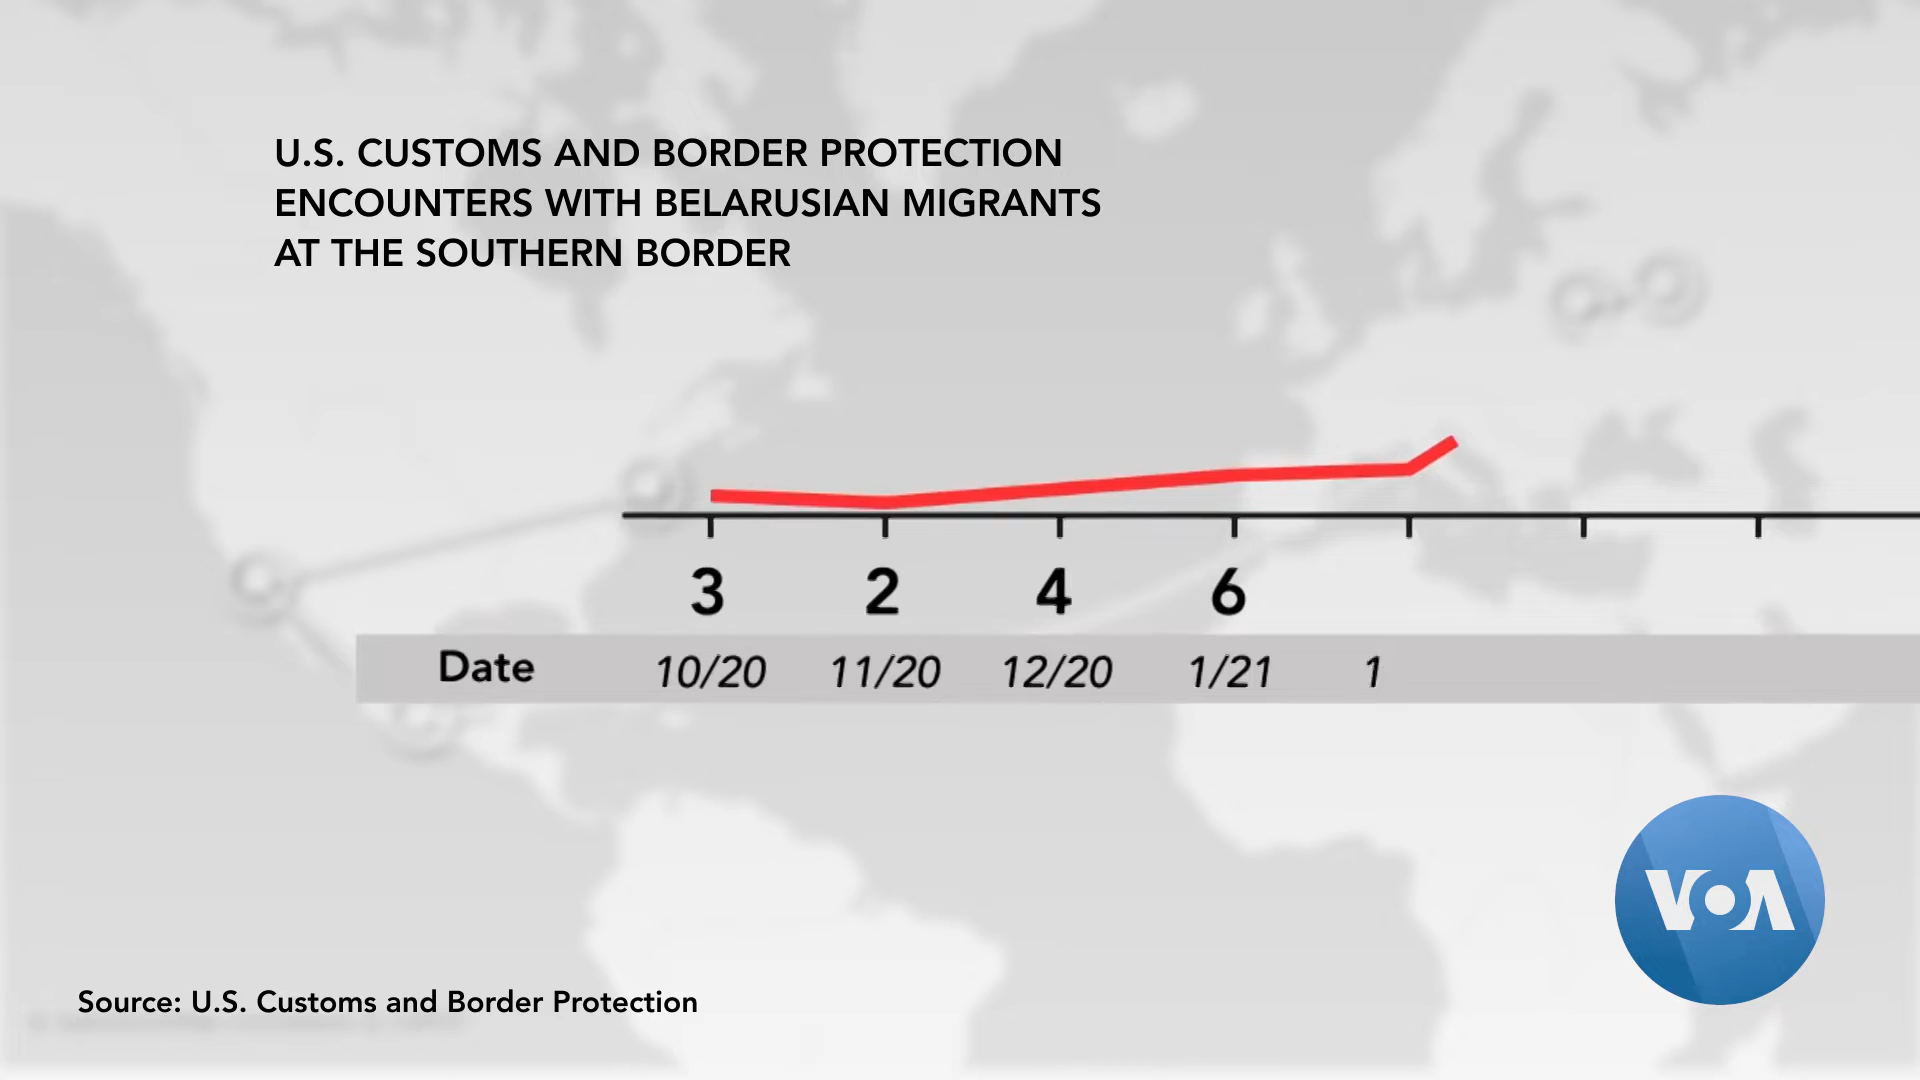 U.S. CUSTOMS AND BORDER PROTECTION
ENCOUNTERS WITH BELARUSIAN MIGRANTS
AT THE SOUTHERN BORDER
3 2 4 6
Date 10/20 11/20 12/20 1/21 1
VOA
Source: U.S. Customs and Border Protection